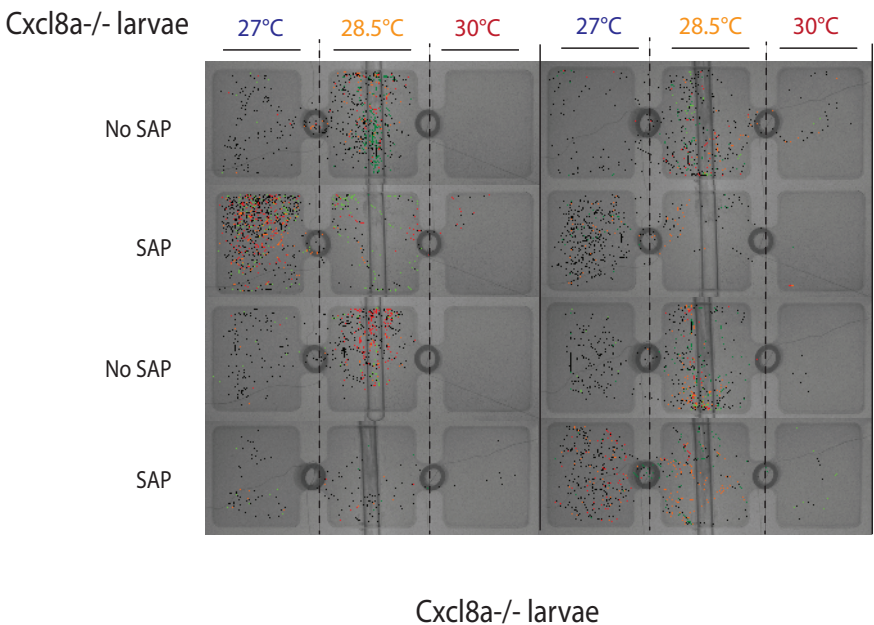 Cxcl8a-/- larvae
27°C 28.5°C 30°C 27°C 28.5°C 30°C
No SAP
SAP
No SAP
SAP
Cxcl8a-/- larvae